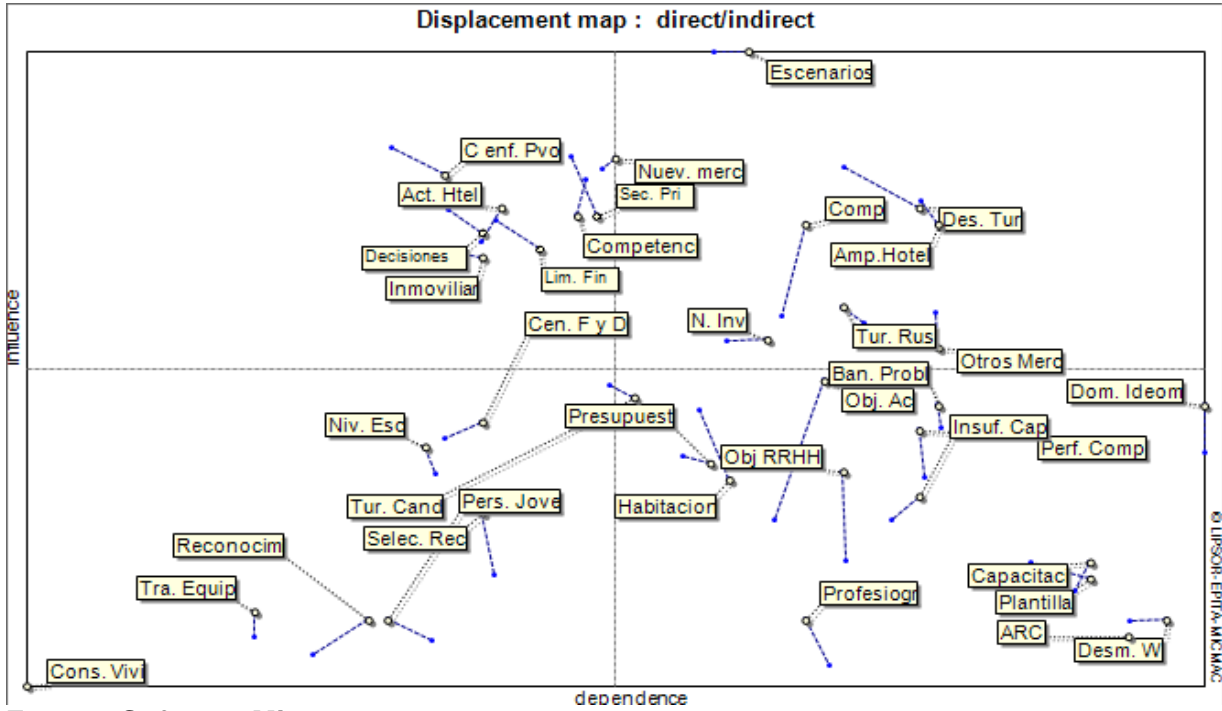 Displacement map : direct/indirect
Escenarios
C enf. Pvo
Nuev. merc
Act. Htel
Sec. Pri
Comp
Des. Tur
Decisiones
Competenc
Amp.Hotel
Lim. Fin
Inmoviliar
influence
Cen. F y D
N. Inv
Tur. Rus
Otros Merc
Ban. Probl
Dom. Ideom
Obj. Ac
Presupuest
Niv. Esc
Insuf. Cap
Perf. Comp
Obj RRHH
Tur. Cand
Pers. Jove
Habitacion
Selec. Rec
Reconocim
Tra. Equip
Capacitac
Profesiogr
Plantilla
ARC
Desm. W
Cons. Vivi
dependence
© LIPSOR-EPITA-MICMAC